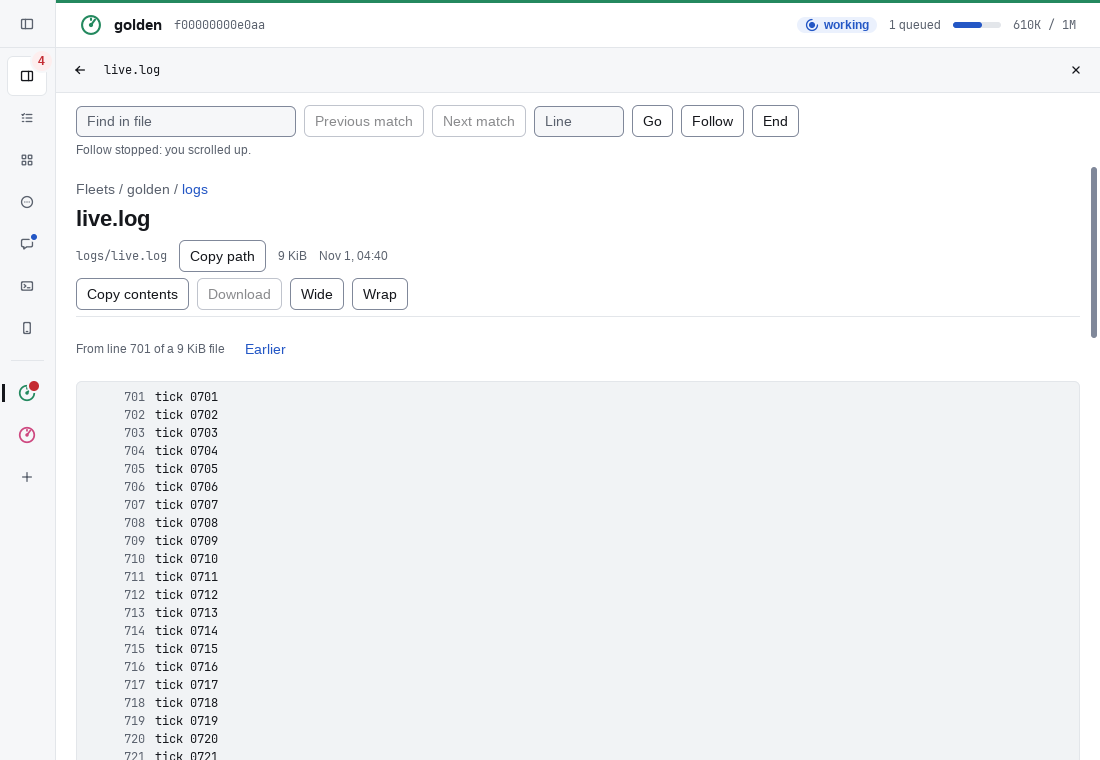 golden f00000000e0aa working 1 queued 610K / 1M
4
live.log
Find in file Previous match Next match Line Go Follow End
Follow stopped: you scrolled up.
Fleets / golden / logs
live.log
logs/live.log Copy path 9 KiB Nov 1, 04:40
Copy contents Download Wide Wrap
From line 701 of a 9 KiB file Earlier
701 tick 0701
702 tick 0702
703 tick 0703
704 tick 0704
705 tick 0705
706 tick 0706
707 tick 0707
708 tick 0708
709 tick 0709
710 tick 0710
711 tick 0711
712 tick 0712
713 tick 0713
714 tick 0714
715 tick 0715
716 tick 0716
717 tick 0717
718 tick 0718
719 tick 0719
720 tick 0720
721 tick 0721